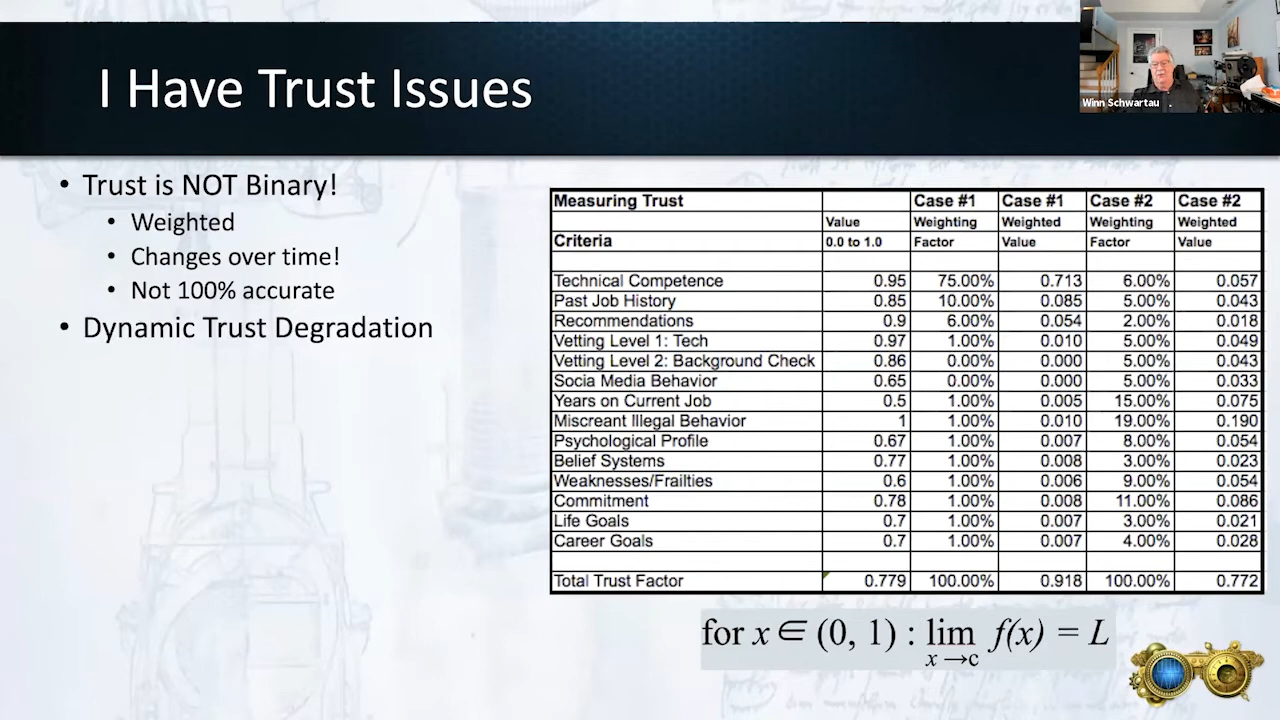 I Have Trust Issues
Winn Schwartau
• Trust is NOT Binary!
• Weighted
• Changes over time!
• Not 100% accurate
• Dynamic Trust Degradation
Measuring Trust Case #1 Case #1 Case #2 Case #2
Value Weighting Weighted Weighting Weighted
Criteria 0.0 to 1.0 Factor Value Factor Value
Technical Competence 0.95 75.00% 0.713 6.00% 0.057
Past Job History 0.85 10.00% 0.085 5.00% 0.043
Recommendations 0.9 6.00% 0.054 2.00% 0.018
Vetting Level 1: Tech 0.97 1.00% 0.010 5.00% 0.049
Vetting Level 2: Background Check 0.86 0.00% 0.000 5.00% 0.043
Socia Media Behavior 0.65 0.00% 0.000 5.00% 0.033
Years on Current Job 0.5 1.00% 0.005 15.00% 0.075
Miscreant Illegal Behavior 1 1.00% 0.010 19.00% 0.190
Psychological Profile 0.67 1.00% 0.007 8.00% 0.054
Belief Systems 0.77 1.00% 0.008 3.00% 0.023
Weaknesses/Frailties 0.6 1.00% 0.006 9.00% 0.054
Commitment 0.78 1.00% 0.008 11.00% 0.086
Life Goals 0.7 1.00% 0.007 3.00% 0.021
Career Goals 0.7 1.00% 0.007 4.00% 0.028
Total Trust Factor 0.779 100.00% 0.918 100.00% 0.772
for x ∈ (0, 1) : lim f(x) = L
x →c